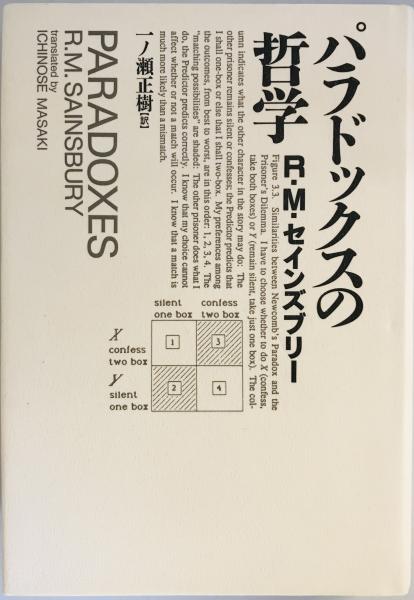 パラドックスの
哲学
R・M・セインズブリー
Figure 3.3. Similarities between Newcomb's Paradox and the
Prisoner's Dilemma. I have to choose whether to do X (confess,
take both boxes) or Y (remain silent, take just one box). The col-
umn indicates what the other character in the story may do: The
other prisoner remains silent or confesses; the Predictor predicts that
I shall one-box or else that I shall two-box. My preferences among
the outcomes, from best to worst, are in this order: 1, 2, 3, 4. The
"matching possibilities" are shaded: The other prisoner does what I
do, the Predictor predicts correctly. I know that my choice cannot
affect whether or not a match will occur. I know that a match is
much more likely than a mismatch.
一ノ瀬正樹[訳]
PARADOXES
R.M. SAINSBURY
translated by
ICHINOSE MASAKI
silent
one box
confess
two box
X
confess
two box
1
3
Y
silent
one box
2
4